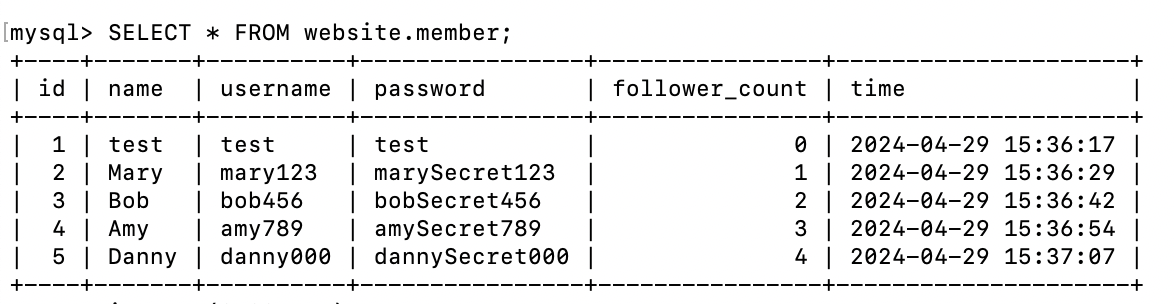 mysql> SELECT * FROM website.member;
+----+-------+----------+----------------+----------------+---------------------+
| id | name  | username | password       | follower_count | time                |
+----+-------+----------+----------------+----------------+---------------------+
|  1 | test  | test     | test           |              0 | 2024-04-29 15:36:17 |
|  2 | Mary  | mary123  | marySecret123  |              1 | 2024-04-29 15:36:29 |
|  3 | Bob   | bob456   | bobSecret456   |              2 | 2024-04-29 15:36:42 |
|  4 | Amy   | amy789   | amySecret789   |              3 | 2024-04-29 15:36:54 |
|  5 | Danny | danny000 | dannySecret000 |              4 | 2024-04-29 15:37:07 |
+----+-------+----------+----------------+----------------+---------------------+